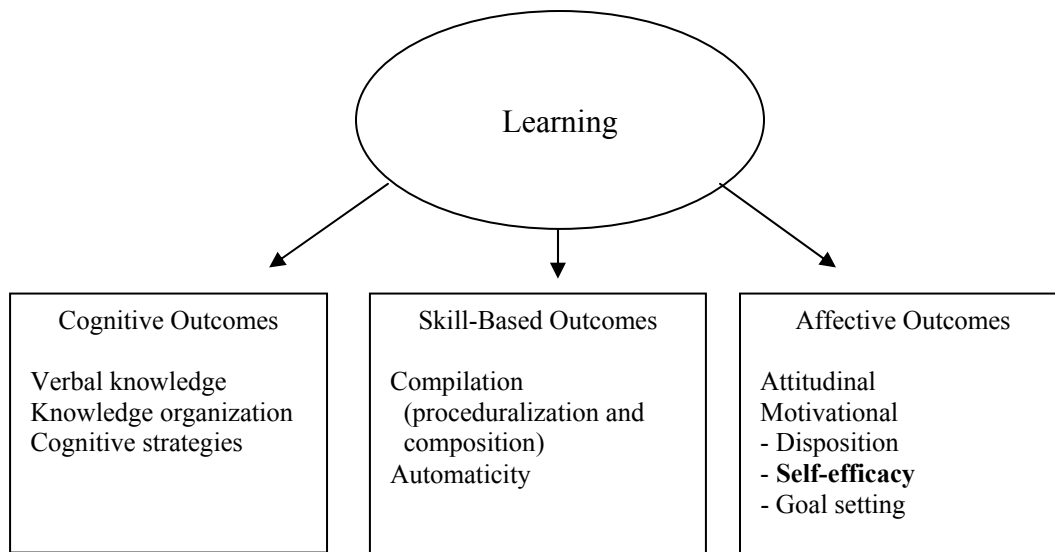 Learning
Cognitive Outcomes
Verbal knowledge
Knowledge organization
Cognitive strategies
Skill-Based Outcomes
Compilation
(proceduralization and
composition)
Automaticity
Affective Outcomes
Attitudinal
Motivational
- Disposition
- Self-efficacy
- Goal setting